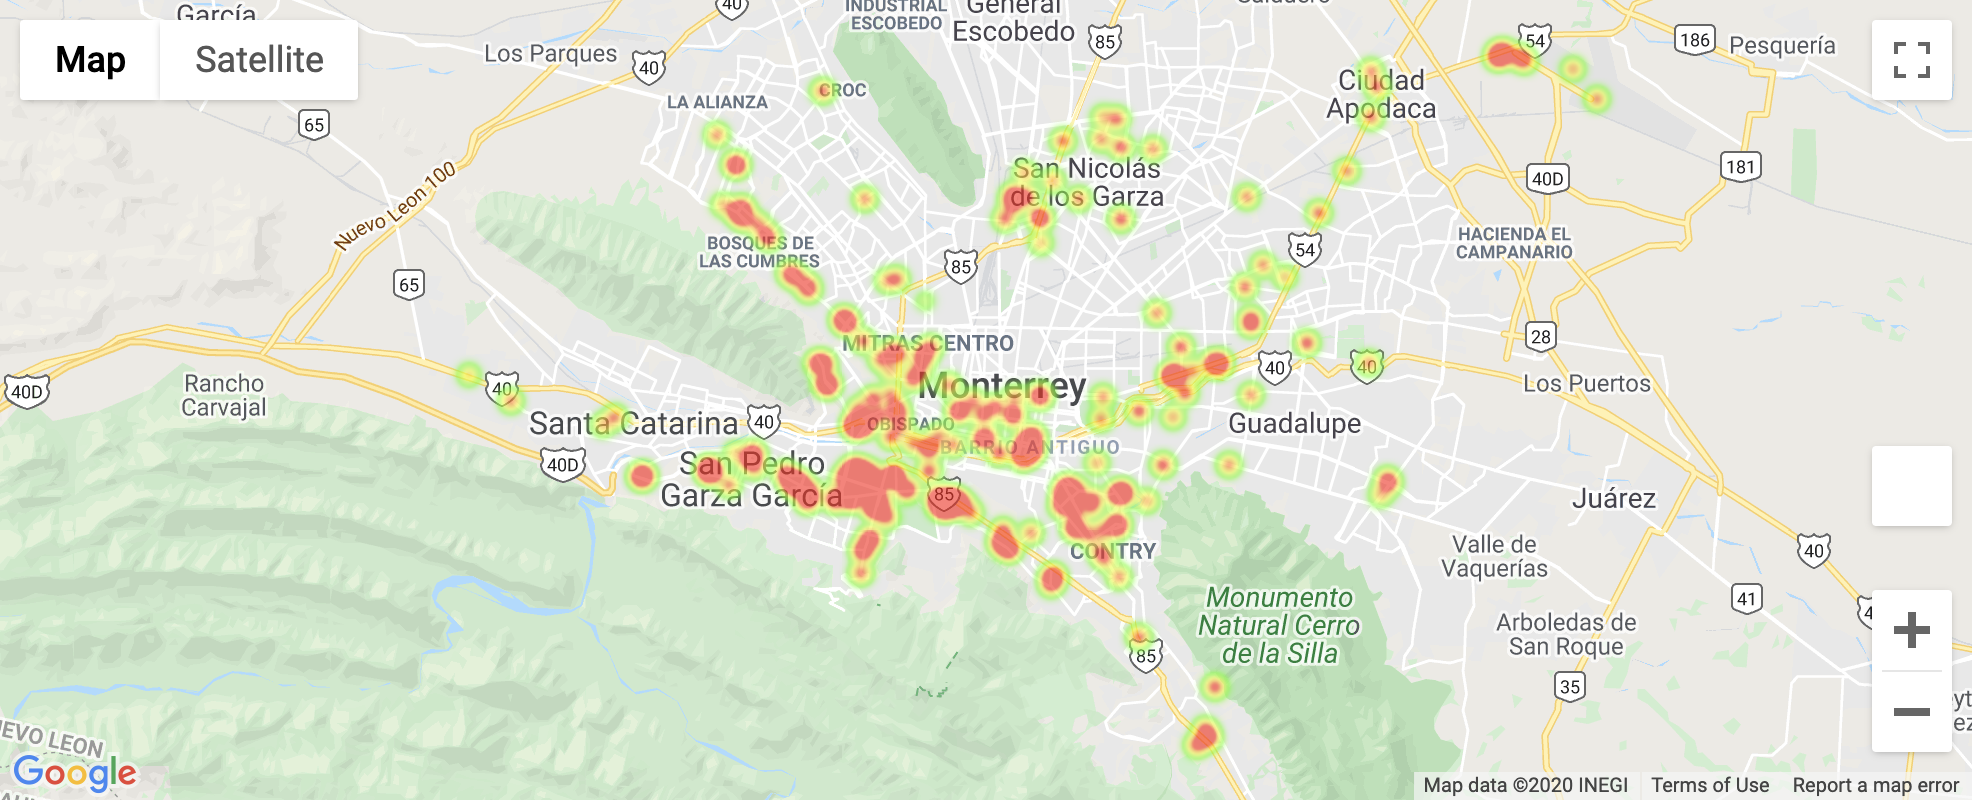 García
40
INDUSTRIAL
ESCOBEDO
General
Escobedo
85
54
186
Pesquería
Map
Satellite
Los Parques
40
CROC
LA ALIANZA
Ciudad
Apodaca
65
Nuevo Leon 100
San Nicolás
de los Garza
40D
181
BOSQUES DE
LAS CUMBRES
85
54
HACIENDA EL
CAMPANARIO
65
MITRAS CENTRO
28
40D
Rancho
Carvajal
40
Monterrey
40
40
Los Puertos
Santa Catarina
40
OBISPADO
Guadalupe
BARRIO ANTIGUO
40D
San Pedro
Garza García
85
Juárez
CONTRY
Valle de
Vaquerías
40
Monumento
Natural Cerro
de la Silla
41
Arboledas de
San Roque
85
35
UEVO LEON
Google
Map data ©2020 INEGI
Terms of Use
Report a map error